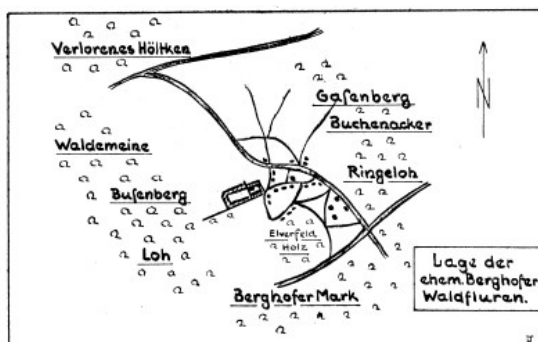 Verlorenes Höltken
N
Gasenberg
Buchenacker
Waldemeine
Ringeloh
Busenberg
Elverfeld.
Holz
Loh
Lage der
ehem. Berghofer
Waldfluren.
Berghofer Mark